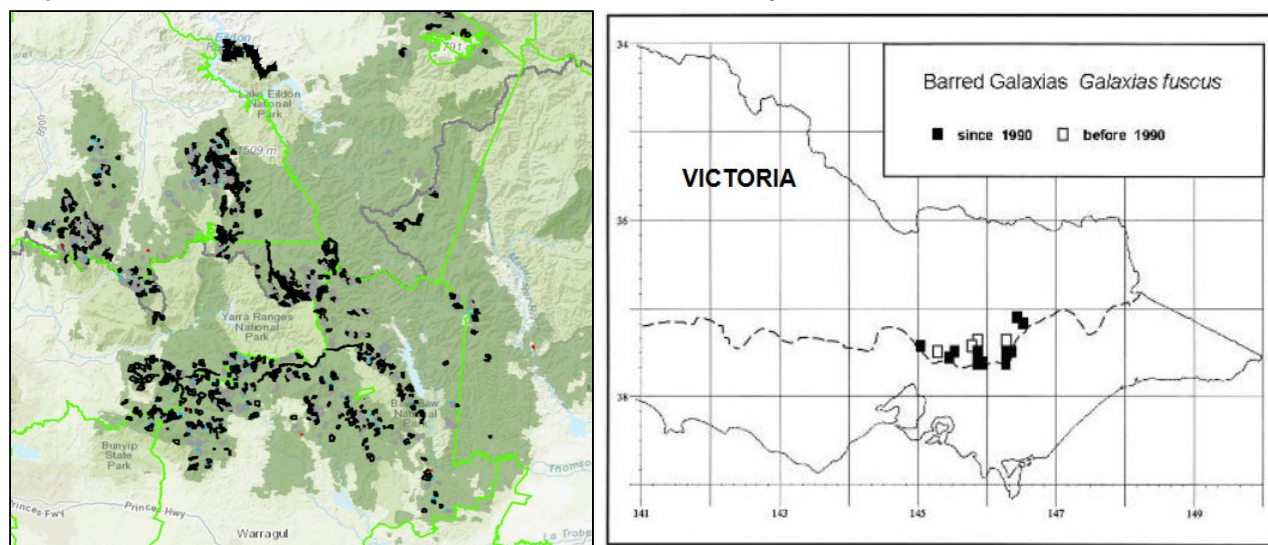 Eildon
791
Lake Eildon
National
Park
1509 m
Yarra Ranges
National
Park
National
Park
Bunyip
State
Park
Thomson
Princes Fwy
Princes Hwy
Warragul
La Trobe
Barred Galaxias Galaxias fuscus
since 1990 before 1990
VICTORIA
34
36
38
141 143 145 147 149